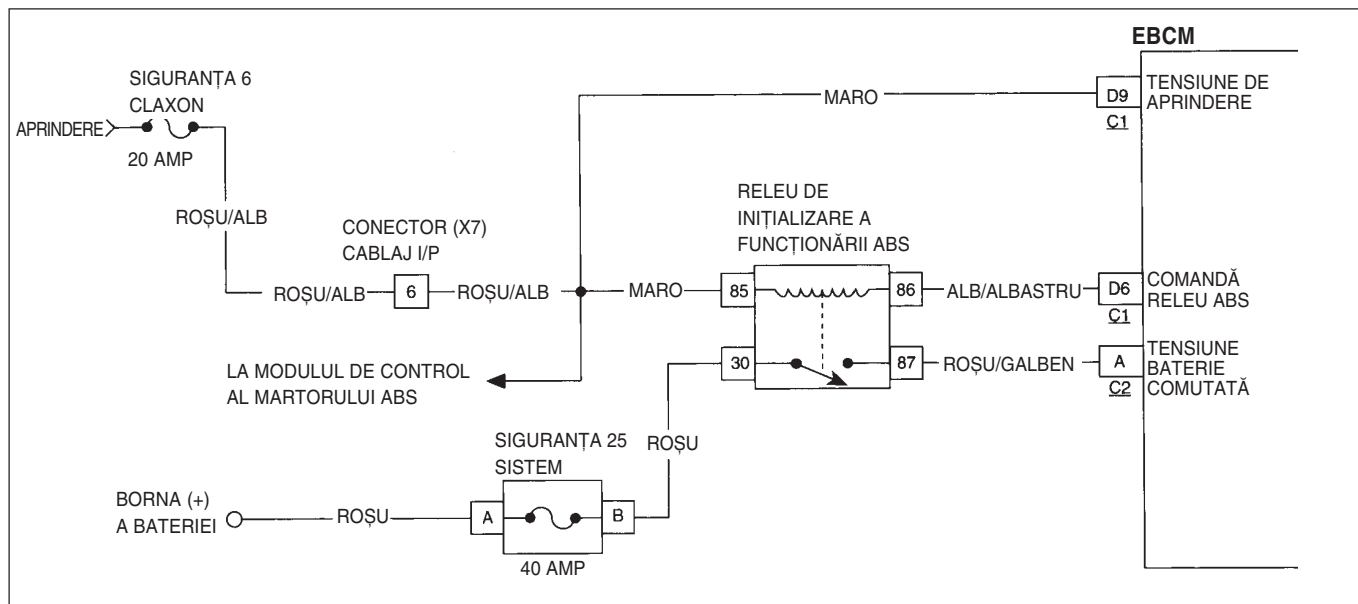 EBCM
SIGURANȚA 6
CLAXON
APRINDERE
20 AMP
MARO
D9
C1
TENSIUNE DE
APRINDERE
ROȘU/ALB
CONECTOR (X7)
CABLAJ I/P
RELEU DE
INIȚIALIZARE A
FUNCȚIONĂRII ABS
ROȘU/ALB
6
ROȘU/ALB
MARO
85
86
ALB/ALBASTRU
D6
C1
COMANDĂ
RELEU ABS
30
87
ROȘU/GALBEN
A
C2
TENSIUNE
BATERIE
COMUTATĂ
LA MODULUL DE CONTROL
AL MARTORULUI ABS
SIGURANȚA 25
SISTEM
ROȘU
BORNA (+)
A BATERIEI
ROȘU
A
B
40 AMP